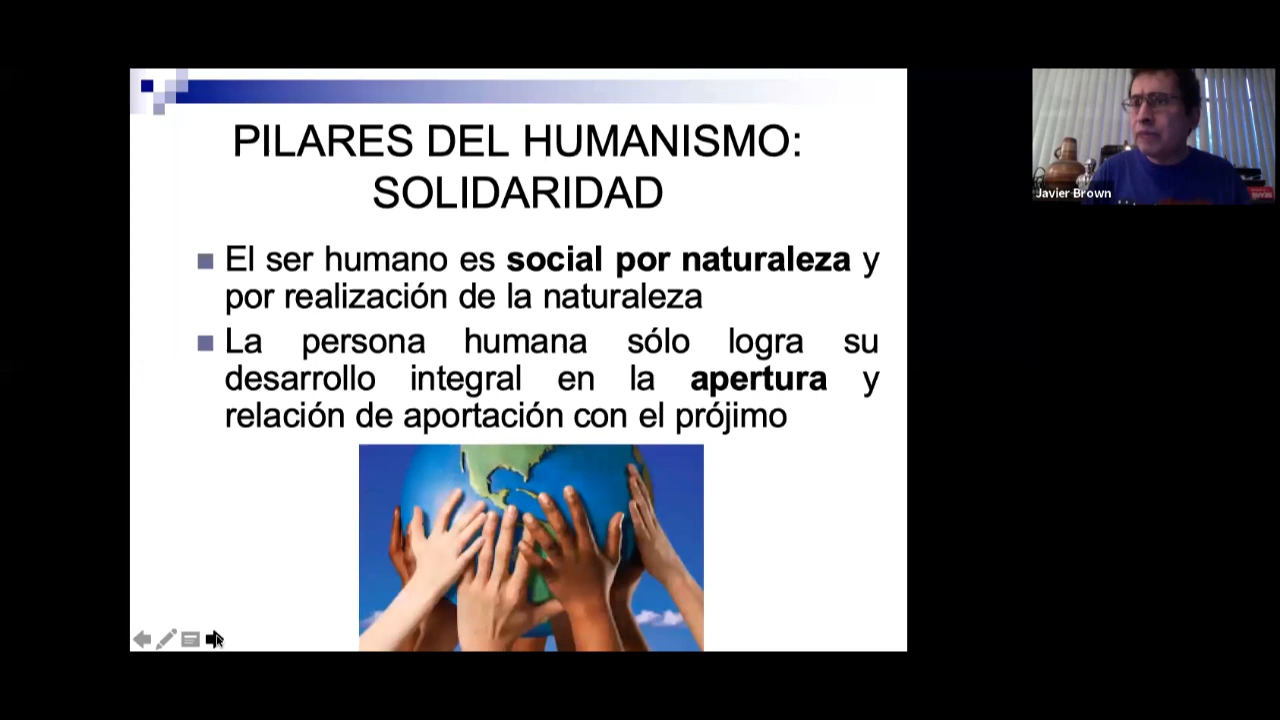 PILARES DEL HUMANISMO:
SOLIDARIDAD
El ser humano es social por naturaleza y
por realización de la naturaleza
La persona humana sólo logra su
desarrollo integral en la apertura y
relación de aportación con el prójimo
Javier Brown